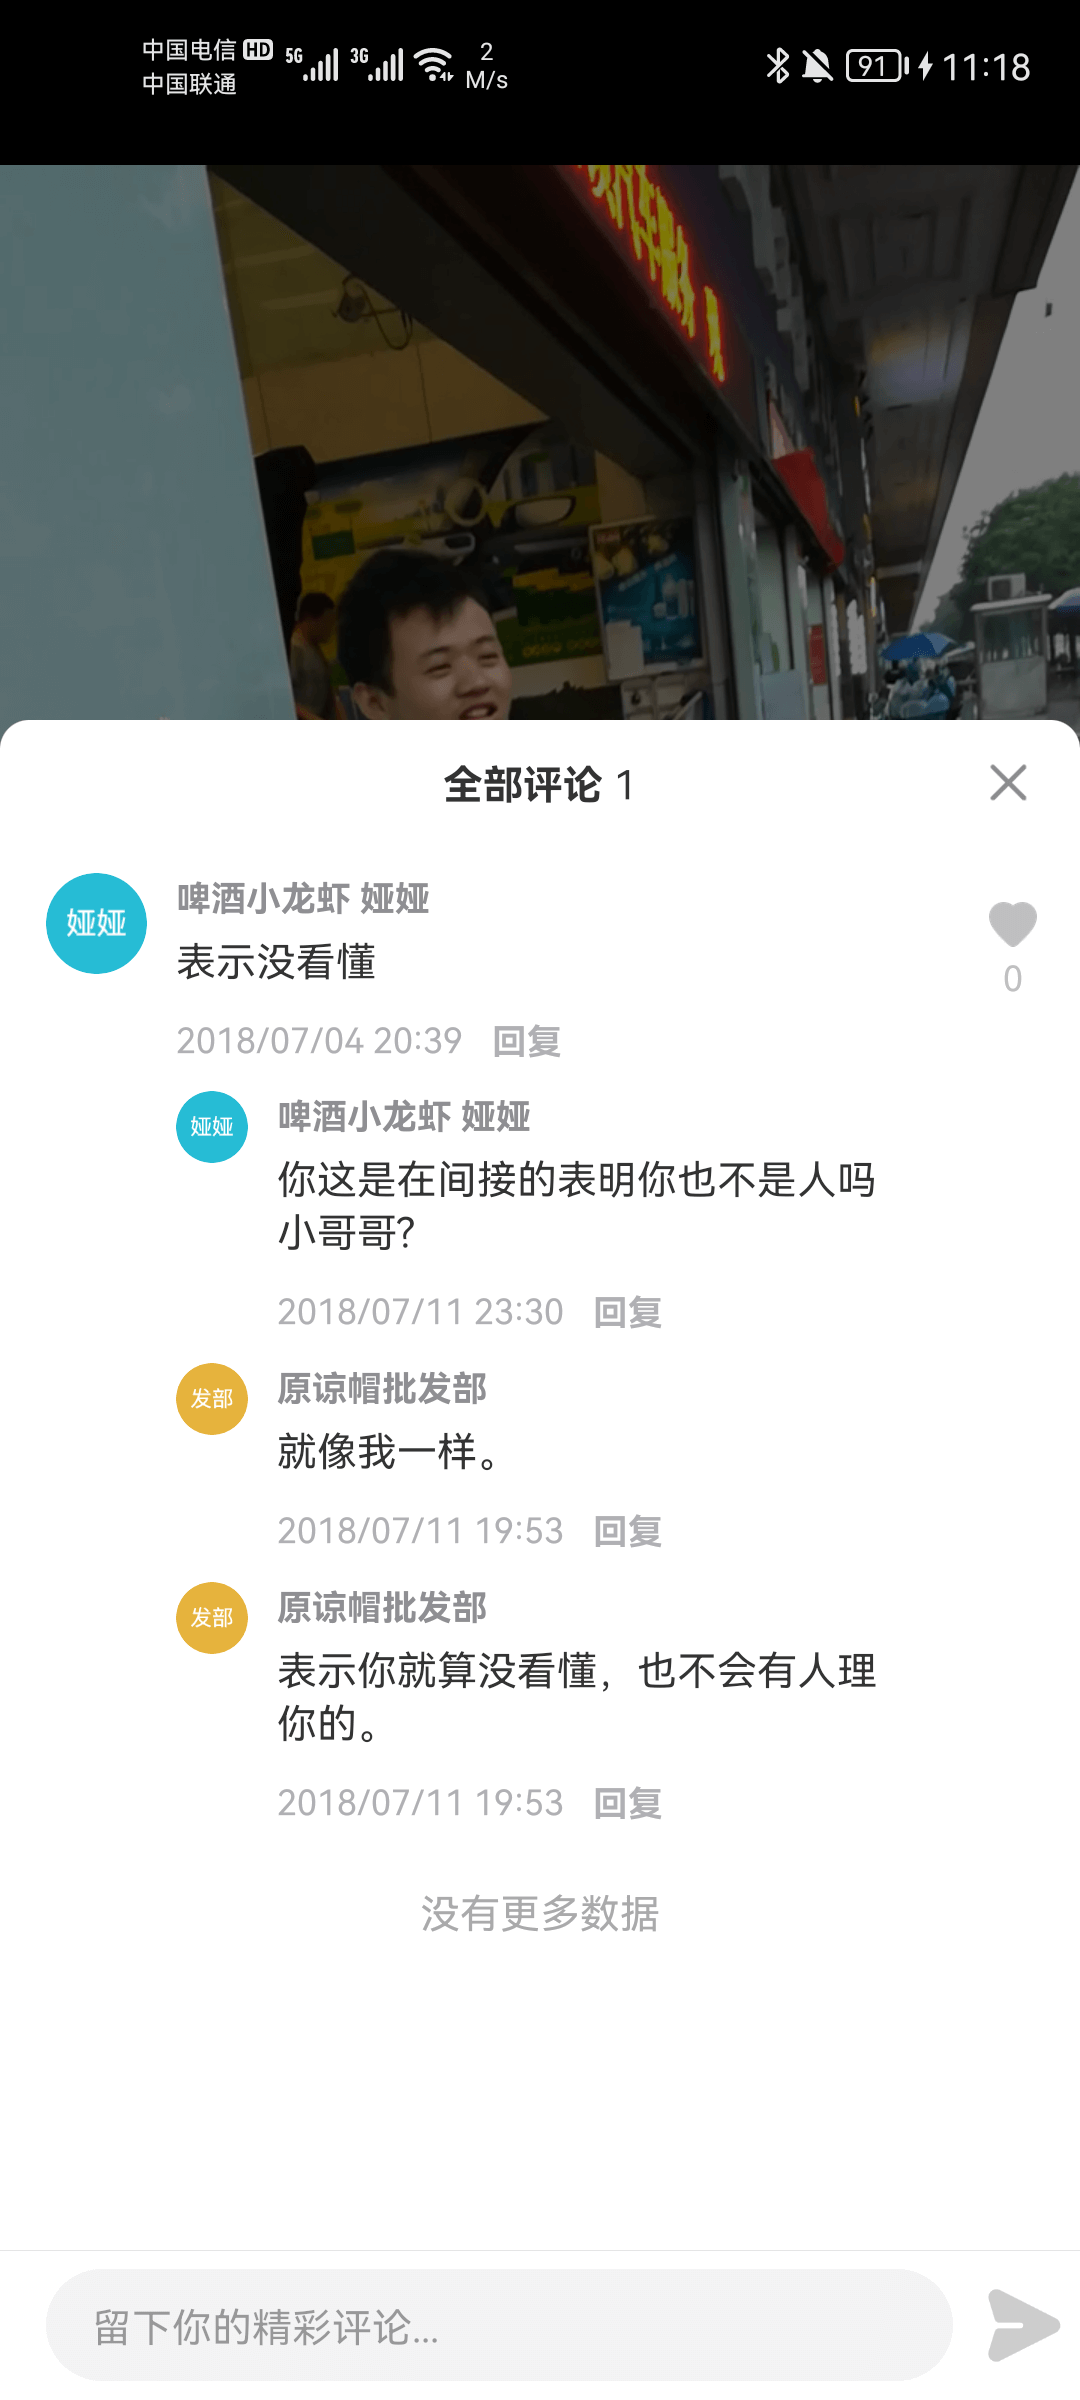 中国电信 HD 5G 3G 2 91 11:18
中国联通 M/s
全部评论 1
娅娅 啤酒小龙虾 娅娅
表示没看懂
0
2018/07/04 20:39 回复
娅娅 啤酒小龙虾 娅娅
你这是在间接的表明你也不是人吗
小哥哥?
2018/07/11 23:30 回复
发部 原谅帽批发部
就像我一样。
2018/07/11 19:53 回复
发部 原谅帽批发部
表示你就算没看懂，也不会有人理
你的。
2018/07/11 19:53 回复
没有更多数据
留下你的精彩评论...